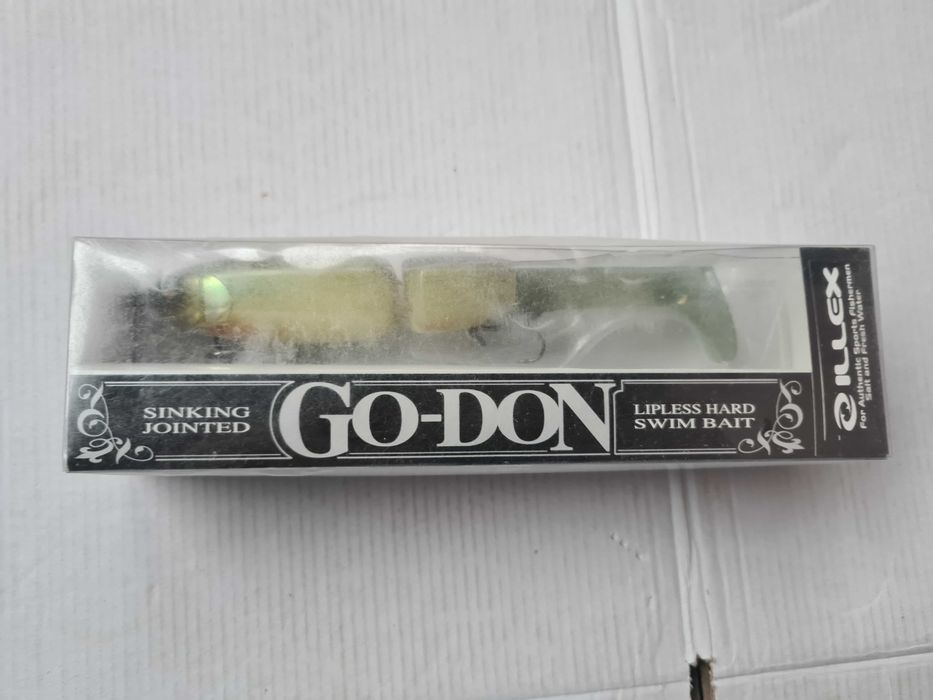 SINKING
JOINTED
GO-DON
LIPLESS HARD
SWIM BAIT
ILLEX
For Authentic Sports Fishermen
Salt and Fresh Water